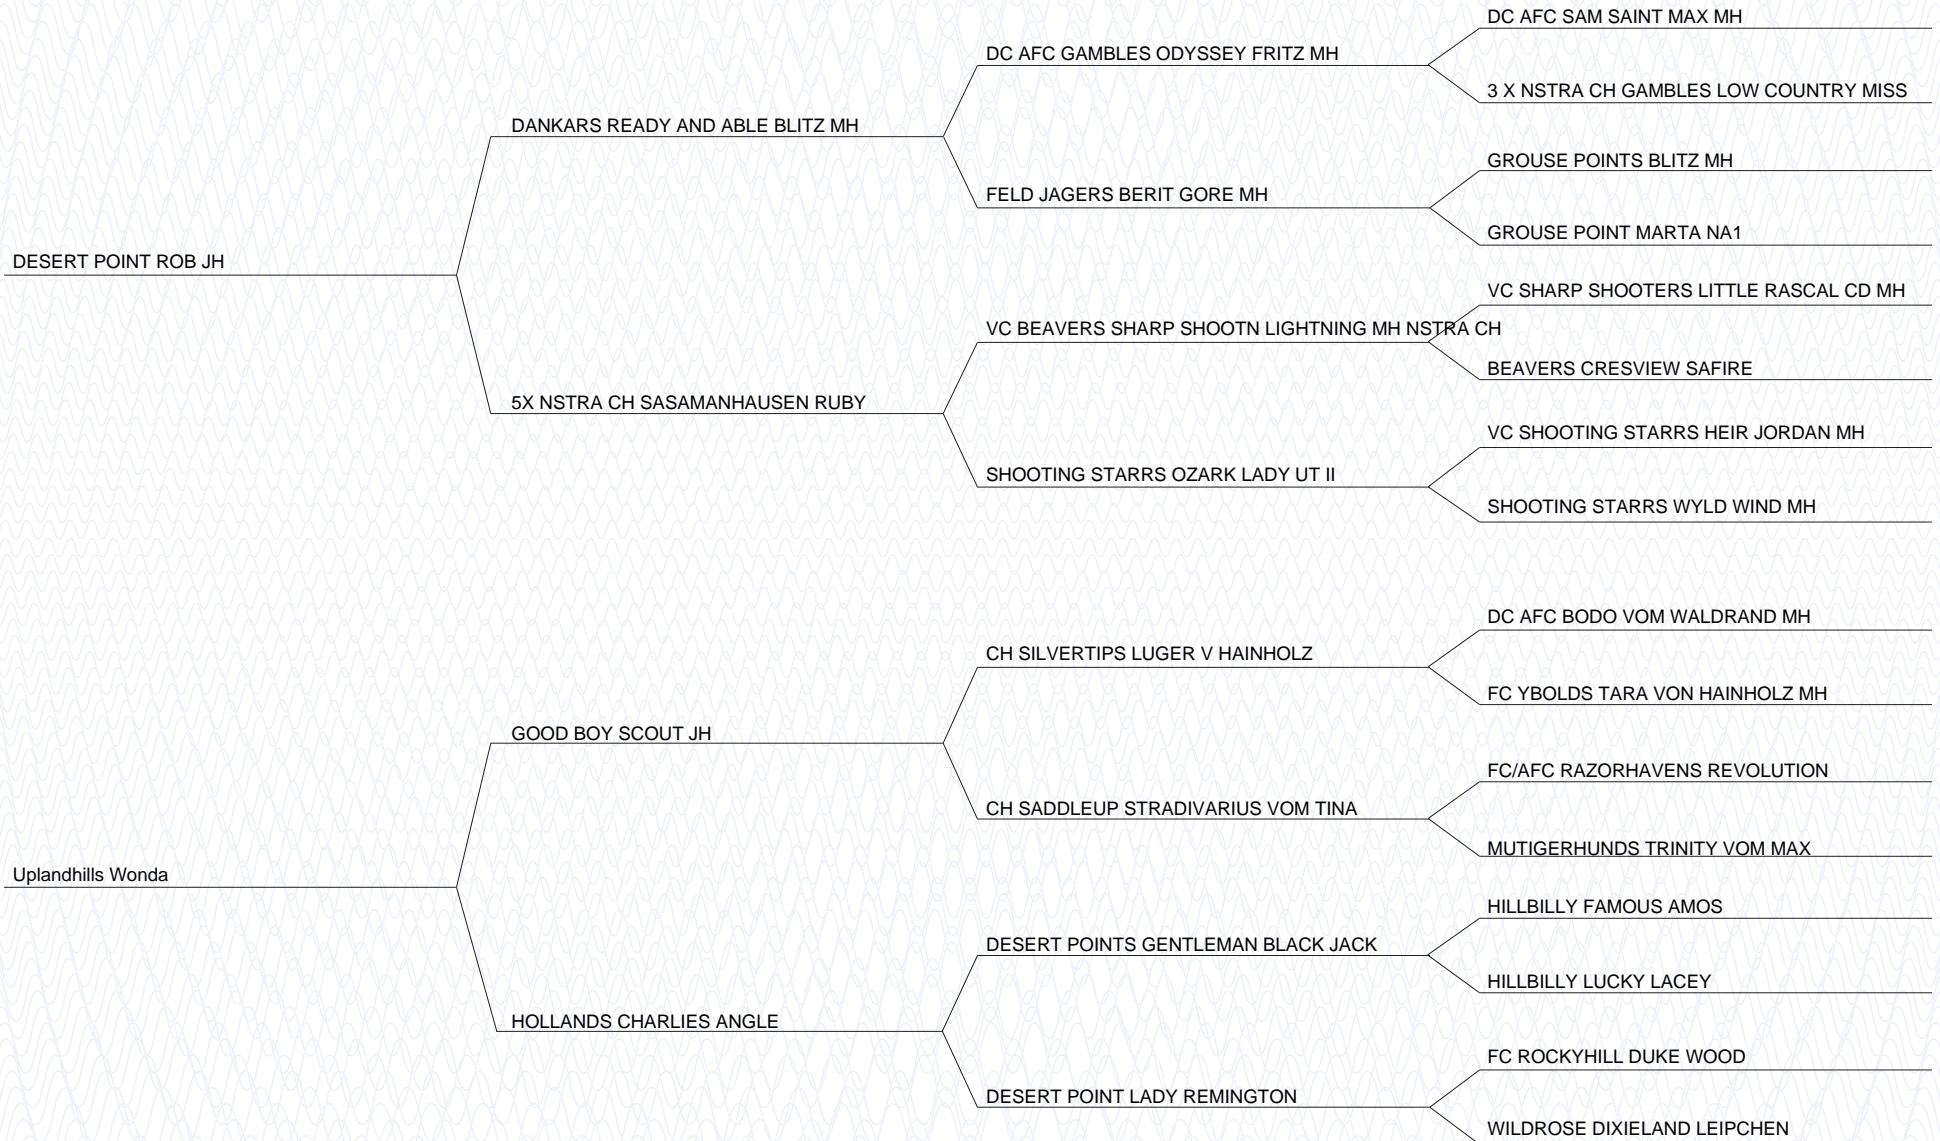 DC AFC SAM SAINT MAX MH
DC AFC GAMBLES ODYSSEY FRITZ MH
3 X NSTRA CH GAMBLES LOW COUNTRY MISS
DANKARS READY AND ABLE BLITZ MH
GROUSE POINTS BLITZ MH
FELD JAGERS BERIT GORE MH
GROUSE POINT MARTA NA1
DESERT POINT ROB JH
VC SHARP SHOOTERS LITTLE RASCAL CD MH
VC BEAVERS SHARP SHOOTN LIGHTNING MH NSTRA CH
BEAVERS CRESVIEW SAFIRE
5X NSTRA CH SASAMANHAUSEN RUBY
VC SHOOTING STARRS HEIR JORDAN MH
SHOOTING STARRS OZARK LADY UT II
SHOOTING STARRS WYLD WIND MH
DC AFC BODO VOM WALDRAND MH
CH SILVERTIPS LUGER V HAINHOLZ
FC YBOLDS TARA VON HAINHOLZ MH
GOOD BOY SCOUT JH
FC/AFC RAZORHAVENS REVOLUTION
CH SADDLEUP STRADIVARIUS VOM TINA
MUTIGERHUNDS TRINITY VOM MAX
Uplandhills Wonda
HILLBILLY FAMOUS AMOS
DESERT POINTS GENTLEMAN BLACK JACK
HILLBILLY LUCKY LACEY
HOLLANDS CHARLIES ANGLE
FC ROCKYHILL DUKE WOOD
DESERT POINT LADY REMINGTON
WILDROSE DIXIELAND LEIPCHEN